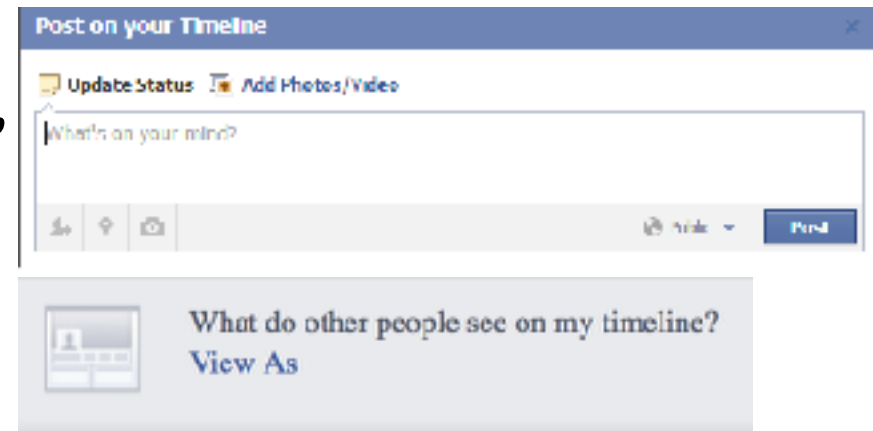 Post on your Timeline
Update Status Add Photos/Video
What's on your mind?
Public Post
What do other people see on my timeline?
View As